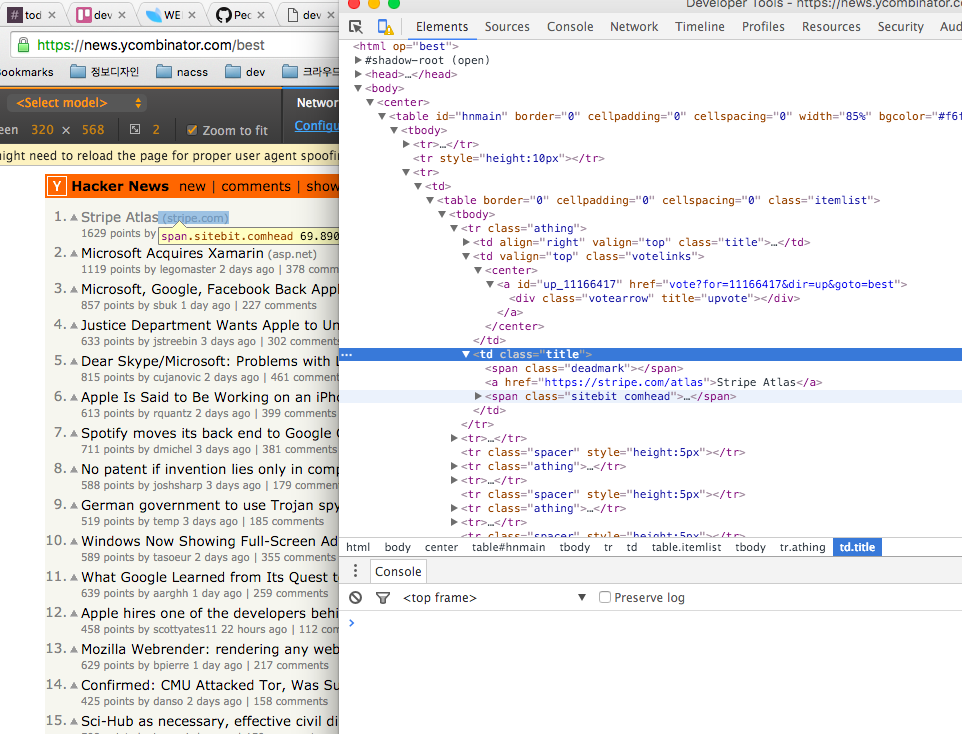 tod
dev
WE
Pec
dev
https://news.ycombinator.com/best
ookmarks
정보디자인
nacss
dev
크라우드
<Select model>
Networ
een 320 × 568
2
Zoom to fit
Configu
ight need to reload the page for proper user agent spoofin
Y Hacker News new | comments | show
1. Stripe Atlas (stripe.com)
1629 points by
span.sitebit.comhead 69.890
2. Microsoft Acquires Xamarin (asp.net)
1119 points by legomaster 2 days ago | 378 comm
3. Microsoft, Google, Facebook Back Appl
857 points by sbuk 1 day ago | 227 comments
4. Justice Department Wants Apple to Un
633 points by jstreebin 3 days ago | 302 comment
5. Dear Skype/Microsoft: Problems with L
815 points by cujanovic 2 days ago | 461 commen
6. Apple Is Said to Be Working on an iPho
613 points by rquantz 2 days ago | 399 comments
7. Spotify moves its back end to Google C
711 points by dmichel 3 days ago | 381 comments
8. No patent if invention lies only in comp
588 points by joshsharp 3 days ago | 179 commen
9. German government to use Trojan spy
519 points by temp 3 days ago | 185 comments
10. Windows Now Showing Full-Screen Ad
589 points by tasoeur 2 days ago | 355 comments
11. What Google Learned from Its Quest t
639 points by aarghh 1 day ago | 259 comments
12. Apple hires one of the developers behi
458 points by scottyates11 22 hours ago | 112 com
13. Mozilla Webrender: rendering any web
629 points by bpierre 1 day ago | 217 comments
14. Confirmed: CMU Attacked Tor, Was Su
425 points by danso 2 days ago | 158 comments
15. Sci-Hub as necessary, effective civil di
Developer Tools - https://news.ycombinator.co
Elements Sources Console Network Timeline Profiles Resources Security Aud
<html op="best">
#shadow-root (open)
<head>…</head>
<body>
<center>
<table id="hnmain" border="0" cellpadding="0" cellspacing="0" width="85%" bgcolor="#f6f
<tbody>
<tr>…</tr>
<tr style="height:10px"></tr>
<tr>
<td>
<table border="0" cellpadding="0" cellspacing="0" class="itemlist">
<tbody>
<tr class="athing">
<td align="right" valign="top" class="title">…</td>
<td valign="top" class="votelinks">
<center>
<a id="up_11166417" href="vote?for=11166417&dir=up&goto=best">
<div class="votearrow" title="upvote"></div>
</a>
</center>
</td>
<td class="title">
<span class="deadmark"></span>
<a href="https://stripe.com/atlas">Stripe Atlas</a>
<span class="sitebit comhead">…</span>
</td>
</tr>
<tr>…</tr>
<tr class="spacer" style="height:5px"></tr>
<tr class="athing">…</tr>
<tr>…</tr>
<tr class="spacer" style="height:5px"></tr>
<tr class="athing">…</tr>
<tr>…</tr>
<tr class="spacer" style="height:5px"></tr>
html body center table#hnmain tbody tr td table.itemlist tbody tr.athing td.title
Console
<top frame> Preserve log